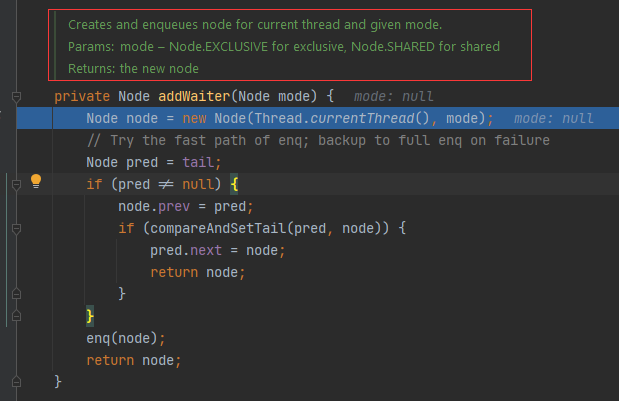 Creates and enqueues node for current thread and given mode.
Params: mode – Node.EXCLUSIVE for exclusive, Node.SHARED for shared
Returns: the new node
private Node addWaiter(Node mode) {   mode: null
    Node node = new Node(Thread.currentThread(), mode);   mode: null
    // Try the fast path of enq; backup to full enq on failure
    Node pred = tail;
    if (pred ≠ null) {
        node.prev = pred;
        if (compareAndSetTail(pred, node)) {
            pred.next = node;
            return node;
        }
    }
    enq(node);
    return node;
}